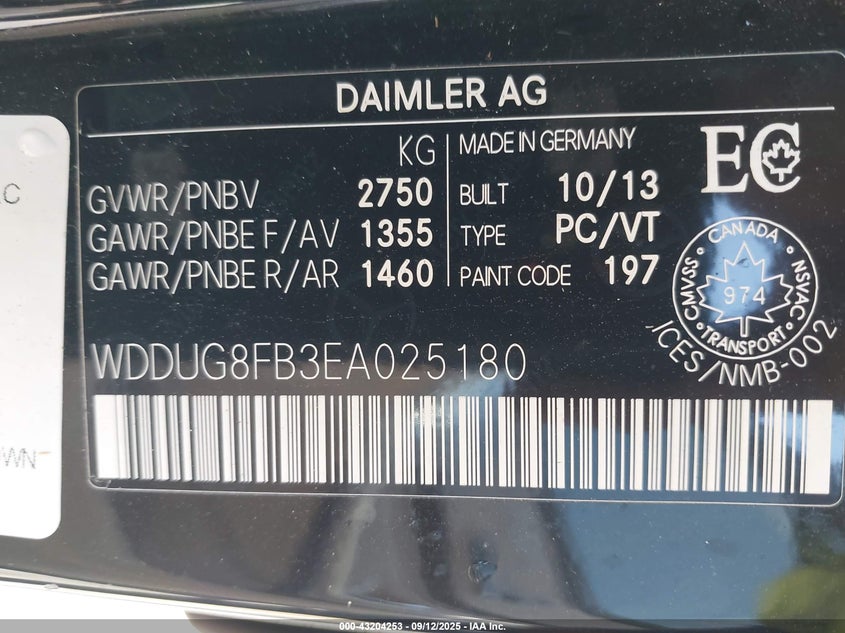 DAIMLER AG
KG
GVWR/PNBV 2750
GAWR/PNBE F/AV 1355
GAWR/PNBE R/AR 1460
MADE IN GERMANY
BUILT 10/13
TYPE PC/VT
PAINT CODE 197
EC
CANADA
CMVSS 974 NSVAC
TRANSPORT
ICES/NMB-002
WDDUG8FB3EA025180
C
WN
000-43204253 - 09/12/2025 - IAA Inc.